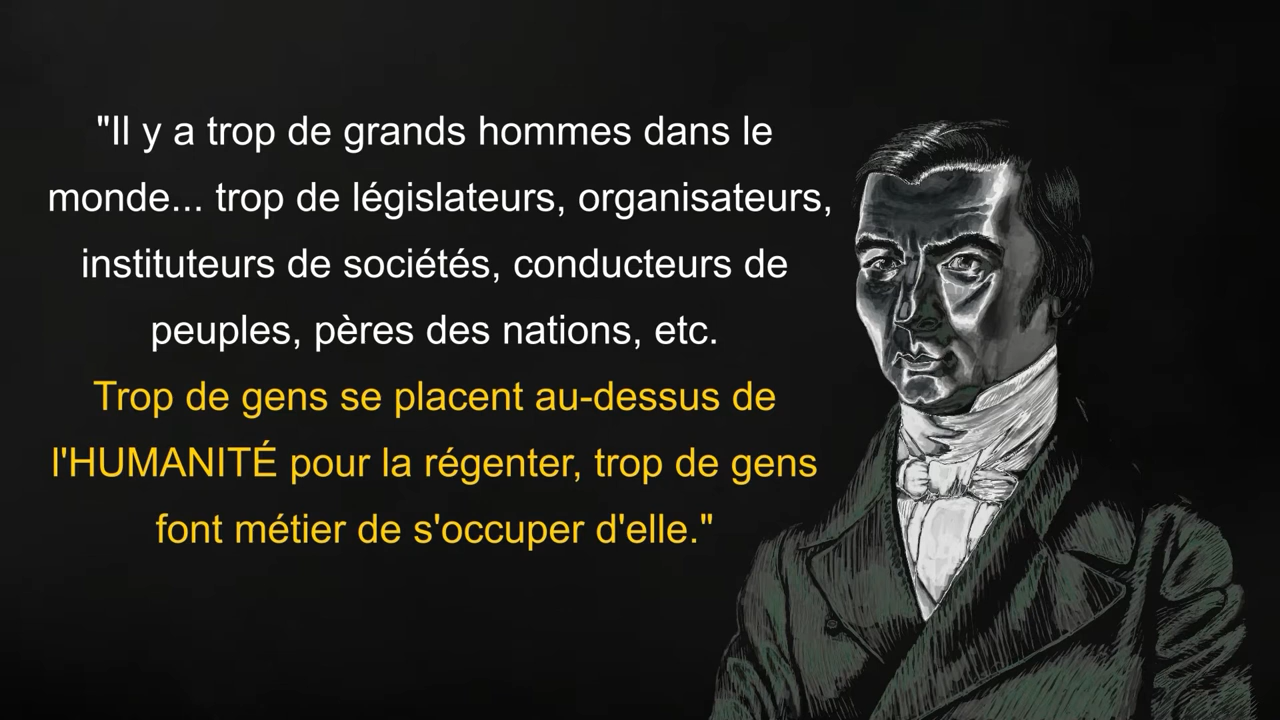 "Il y a trop de grands hommes dans le
monde... trop de législateurs, organisateurs,
instituteurs de sociétés, conducteurs de
peuples, pères des nations, etc.
Trop de gens se placent au-dessus de
l'HUMANITÉ pour la régenter, trop de gens
font métier de s'occuper d'elle."